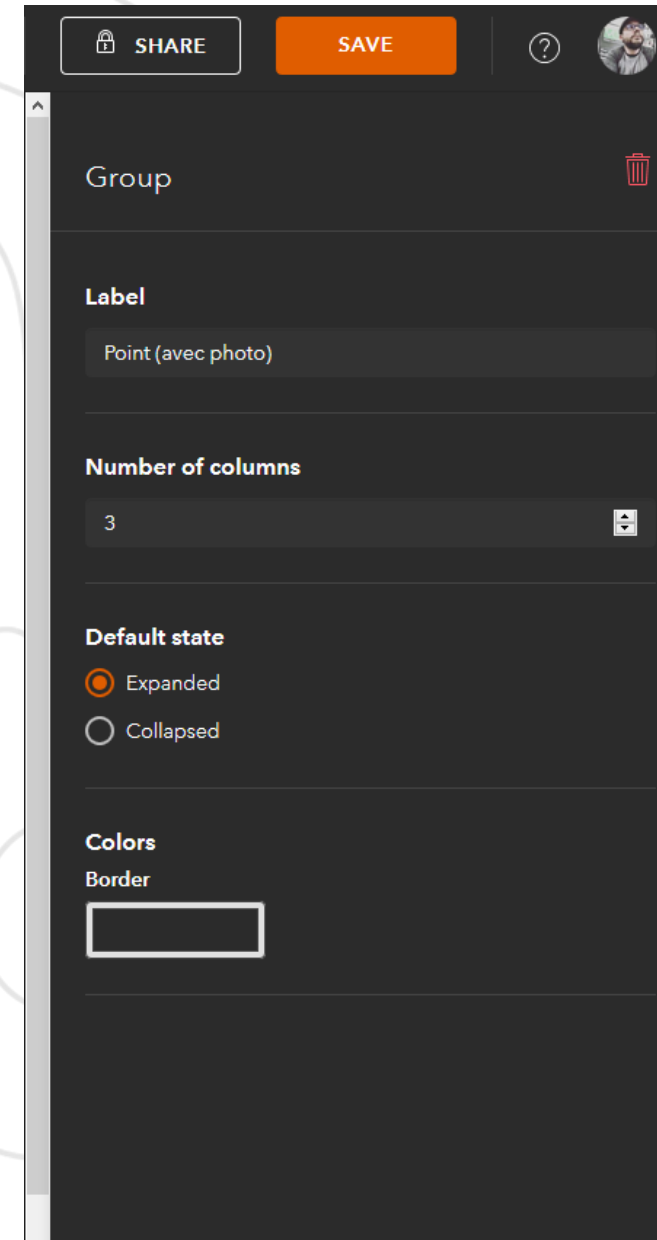 SHARE
SAVE
?
Group
Label
Point (avec photo)
Number of columns
3
Default state
Expanded
Collapsed
Colors
Border